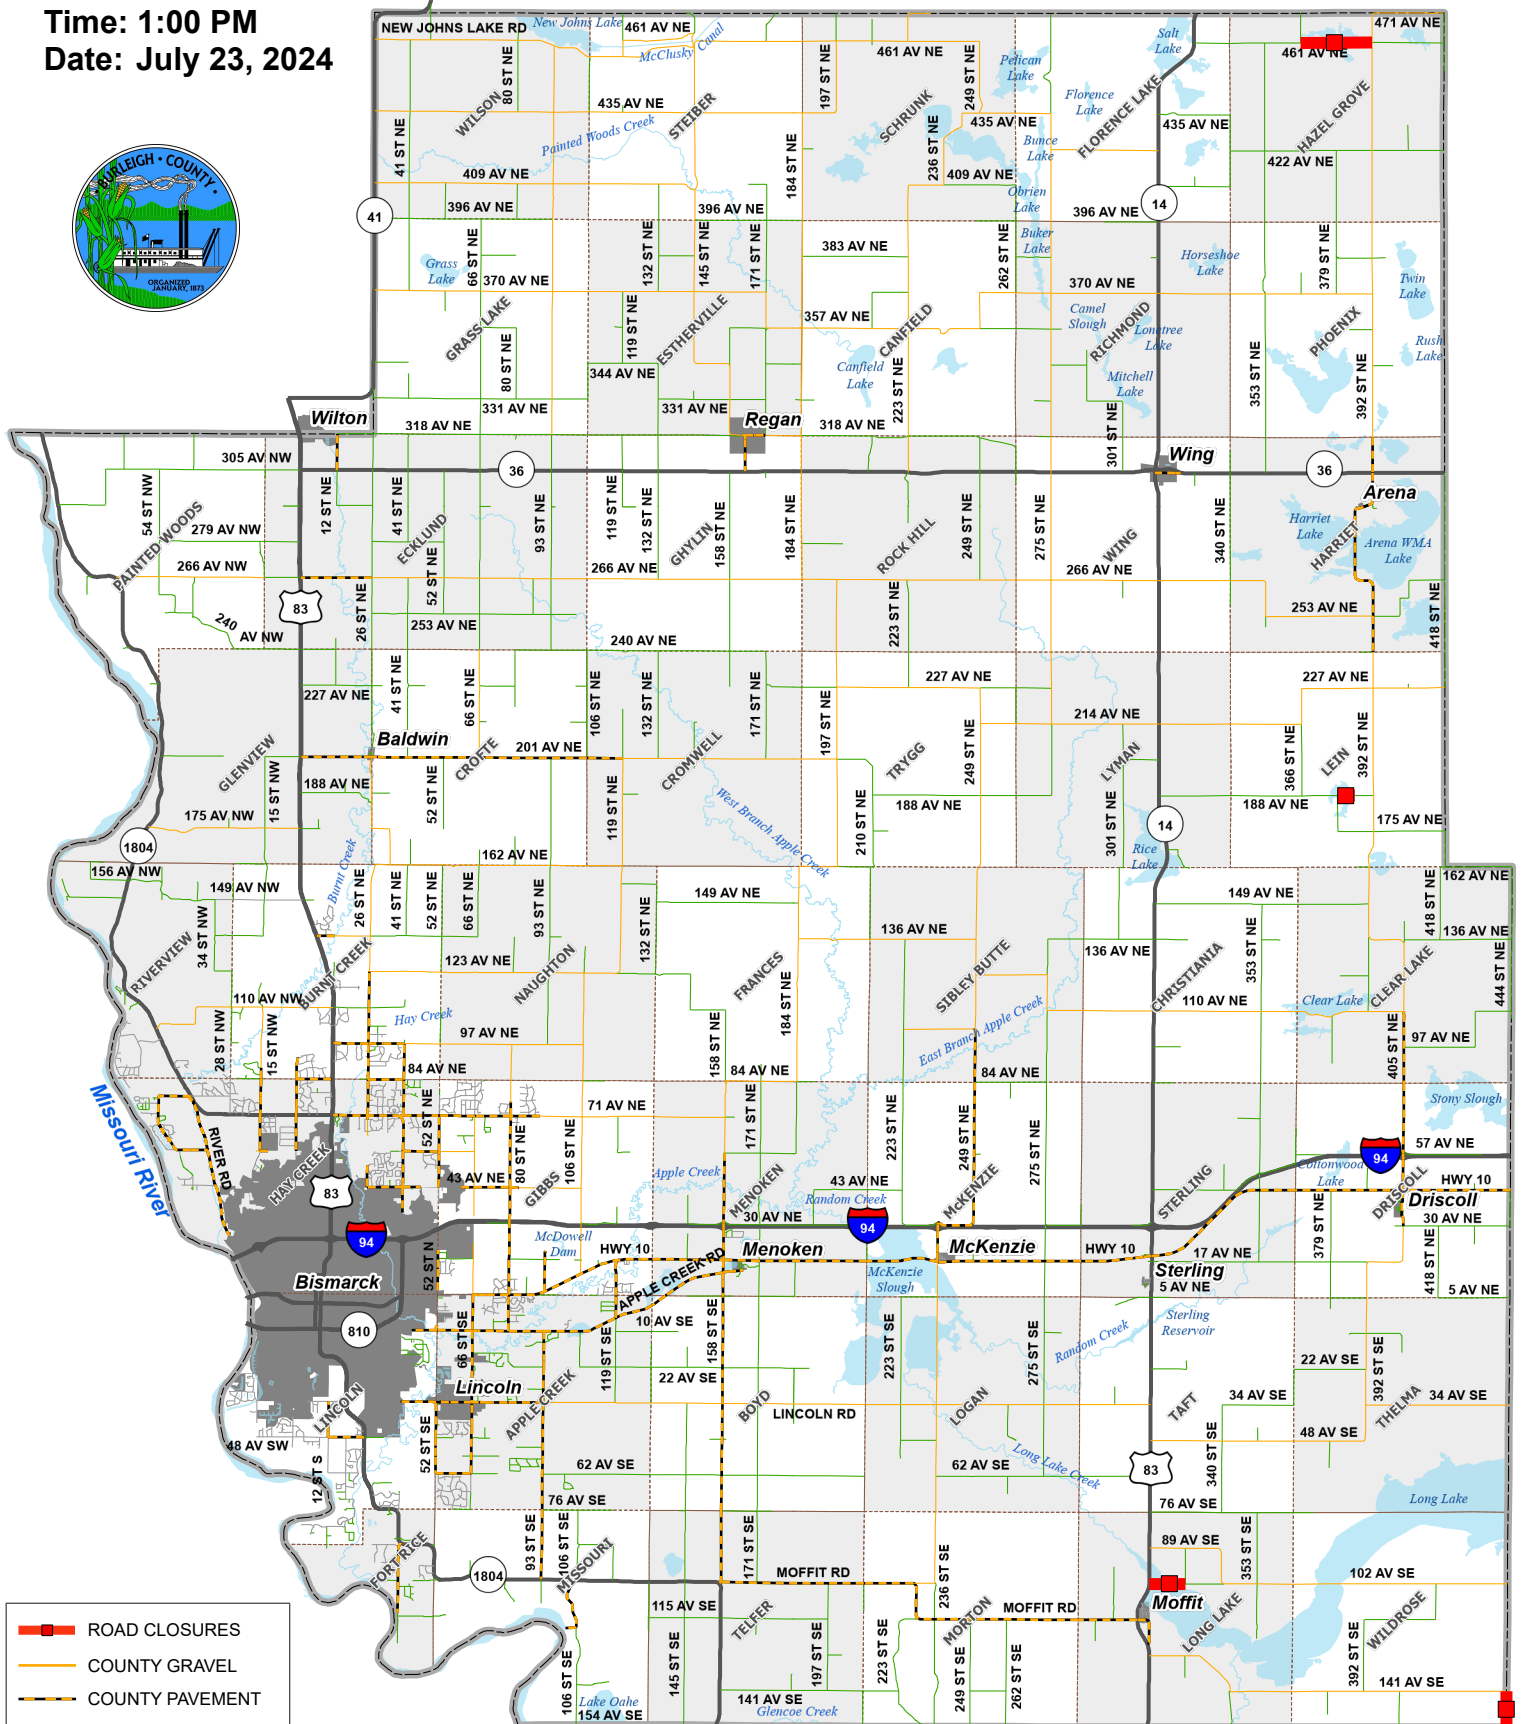 Time: 1:00 PM
Date: July 23, 2024
BURLEIGH • COUNTY •
ORGANIZED
JANUARY, 1873
NEW JOHNS LAKE RD
New Johns Lake
461 AV NE
McClusky Canal
461 AV NE
Salt
Lake
471 AV NE
461 AV NE
80 ST NE
WILSON
435 AV NE
STEIBER
197 ST NE
SCHRUNK
249 ST NE
Pelican
Lake
Florence
Lake
FLORENCE LAKE
HAZEL GROVE
41 ST NE
Painted Woods Creek
184 ST NE
236 ST NE
435 AV NE
Bunce
Lake
435 AV NE
422 AV NE
409 AV NE
409 AV NE
Obrien
Lake
396 AV NE
396 AV NE
396 AV NE
41
14
66 ST NE
132 ST NE
145 ST NE
171 ST NE
383 AV NE
262 ST NE
Buker
Lake
Horseshoe
Lake
379 ST NE
Grass
Lake
370 AV NE
370 AV NE
Twin
Lake
GRASS LAKE
119 ST NE
ESTHERVILLE
357 AV NE
CANFIELD
Camel
Slough
RICHMOND
Lonetree
Lake
PHOENIX
Rush
Lake
80 ST NE
344 AV NE
Canfield
Lake
223 ST NE
Mitchell
Lake
353 ST NE
392 ST NE
331 AV NE
331 AV NE
Wilton
318 AV NE
Regan
318 AV NE
301 ST NE
Wing
305 AV NW
36
36
Arena
54 ST NW
PAINTED WOODS
279 AV NW
12 ST NE
41 ST NE
ECKLUND
52 ST NE
93 ST NE
119 ST NE
132 ST NE
GHYLIN
158 ST NE
184 ST NE
ROCK HILL
249 ST NE
275 ST NE
WING
340 ST NE
Harriet
Lake
HARRIET
Arena WMA
Lake
266 AV NW
266 AV NE
266 AV NE
83
240
AV NW
26 ST NE
253 AV NE
240 AV NE
223 ST NE
253 AV NE
418 ST NE
227 AV NE
41 ST NE
66 ST NE
106 ST NE
132 ST NE
171 ST NE
197 ST NE
227 AV NE
227 AV NE
214 AV NE
GLENVIEW
Baldwin
CROFTE
201 AV NE
CROMWELL
TRYGG
249 ST NE
LYMAN
366 ST NE
LEIN
392 ST NE
15 ST NW
188 AV NE
52 ST NE
119 ST NE
West Branch Apple Creek
188 AV NE
188 AV NE
175 AV NW
210 ST NE
301 ST NE
14
175 AV NE
1804
Burnt Creek
162 AV NE
Rice
Lake
156 AV NW
149 AV NW
26 ST NE
41 ST NE
52 ST NE
66 ST NE
93 ST NE
132 ST NE
149 AV NE
149 AV NE
418 ST NE
162 AV NE
34 ST NW
RIVERVIEW
BURNT CREEK
123 AV NE
NAUGHTON
FRANCES
136 AV NE
SIBLEY BUTTE
136 AV NE
CHRISTIANIA
353 ST NE
CLEAR LAKE
136 AV NE
444 ST NE
110 AV NW
184 ST NE
110 AV NE
Clear Lake
28 ST NW
15 ST NW
Hay Creek
97 AV NE
158 ST NE
East Branch Apple Creek
405 ST NE
97 AV NE
84 AV NE
84 AV NE
84 AV NE
Missouri River
RIVER RD
HAY CREEK
52 ST NE
71 AV NE
171 ST NE
223 ST NE
249 ST NE
275 ST NE
Stony Slough
80 ST NE
106 ST NE
57 AV NE
43 AV NE
GIBBS
Apple Creek
MENOKEN
43 AV NE
Random Creek
McKENZIE
STERLING
Cottonwood
Lake
94
DRISCOLL
HWY 10
Driscoll
83
94
30 AV NE
94
379 ST NE
30 AV NE
McDowell
Dam
HWY 10
Menoken
McKenzie
HWY 10
17 AV NE
Bismarck
52 ST N
APPLE CREEK RD
McKenzie
Slough
Sterling
5 AV NE
418 ST NE
5 AV NE
810
66 ST SE
10 AV SE
158 ST SE
223 ST SE
275 ST SE
Random Creek
Sterling
Reservoir
119 ST SE
22 AV SE
22 AV SE
392 ST SE
Lincoln
LINCOLN
APPLE CREEK
BOYD
LINCOLN RD
LOGAN
TAFT
34 AV SE
THELMA
34 AV SE
48 AV SW
52 ST SE
48 AV SE
12 ST S
62 AV SE
62 AV SE
Long Lake Creek
83
340 ST SE
76 AV SE
76 AV SE
Long Lake
FORT RICE
1804
93 ST SE
106 ST SE
MISSOURI
171 ST SE
MOFFIT RD
236 ST SE
89 AV SE
353 ST SE
102 AV SE
115 AV SE
TELFER
MORTON
MOFFIT RD
Moffit
LONG LAKE
WILDROSE
106 ST SE
145 ST SE
197 ST SE
223 ST SE
249 ST SE
262 ST SE
392 ST SE
141 AV SE
141 AV SE
Lake Oahe
154 AV SE
Glencoe Creek
ROAD CLOSURES
COUNTY GRAVEL
COUNTY PAVEMENT